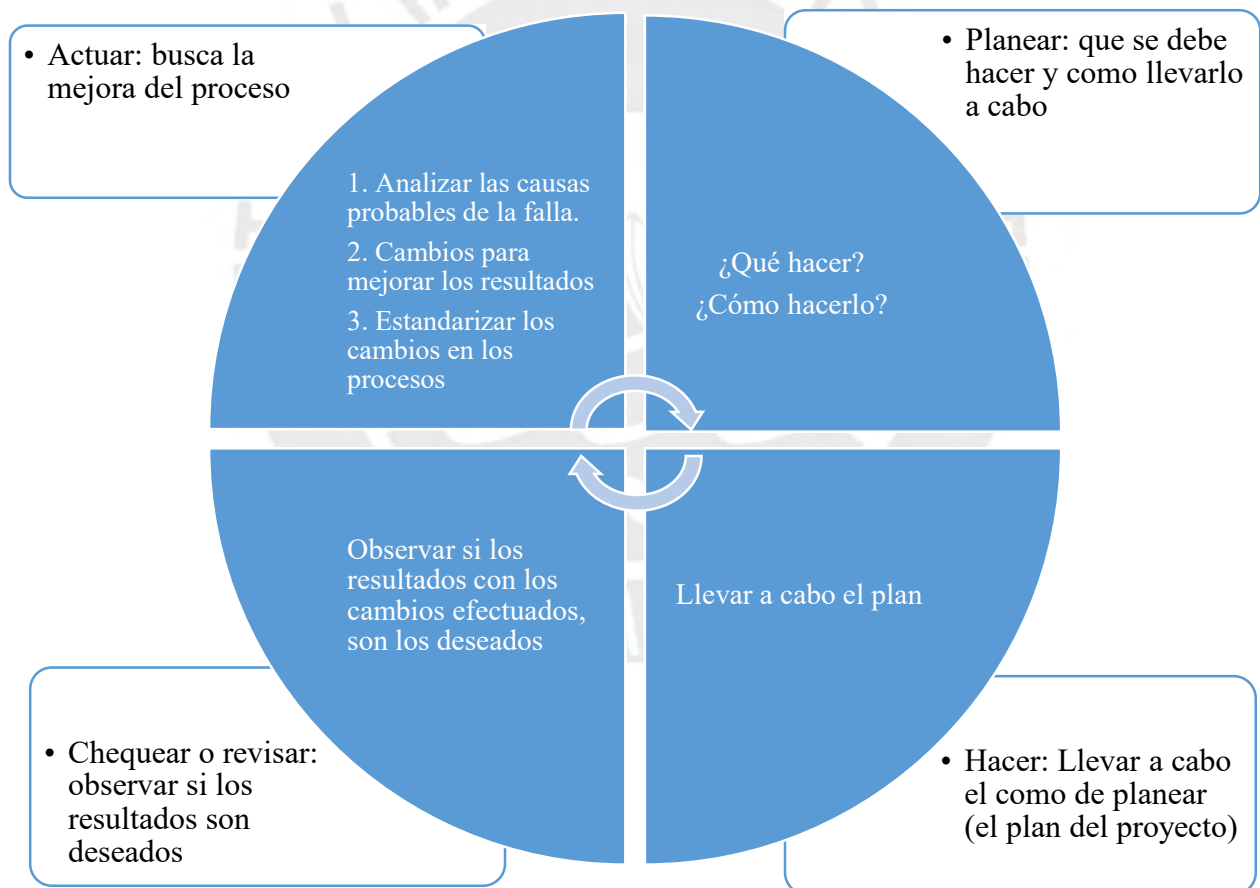 • Actuar: busca la
mejora del proceso
• Planear: que se debe
hacer y como llevarlo
a cabo
1. Analizar las causas
probables de la falla.
2. Cambios para
mejorar los resultados
3. Estandarizar los
cambios en los
procesos
¿Qué hacer?
¿Cómo hacerlo?
Observar si los
resultados con los
cambios efectuados,
son los deseados
Llevar a cabo el plan
• Chequear o revisar:
observar si los
resultados son
deseados
• Hacer: Llevar a cabo
el como de planear
(el plan del proyecto)